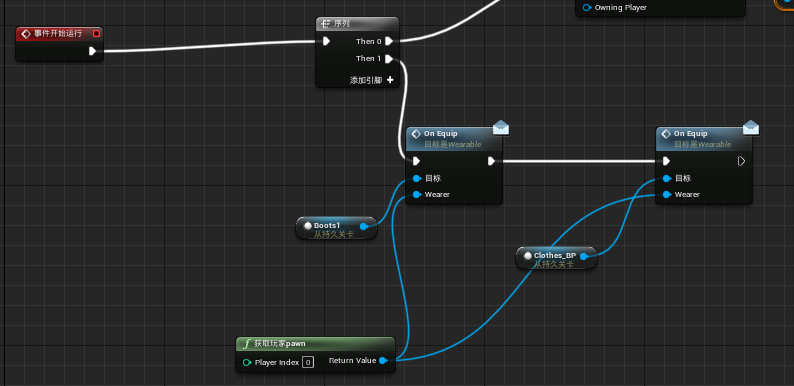 Owning Player
事件开始运行
序列
Then 0
Then 1
添加引脚
On Equip
目标是Wearable
目标
Wearer
On Equip
目标是Wearable
目标
Wearer
Boots1
从持久关卡
Clothes_BP
从持久关卡
f 获取玩家pawn
Player Index 0
Return Value